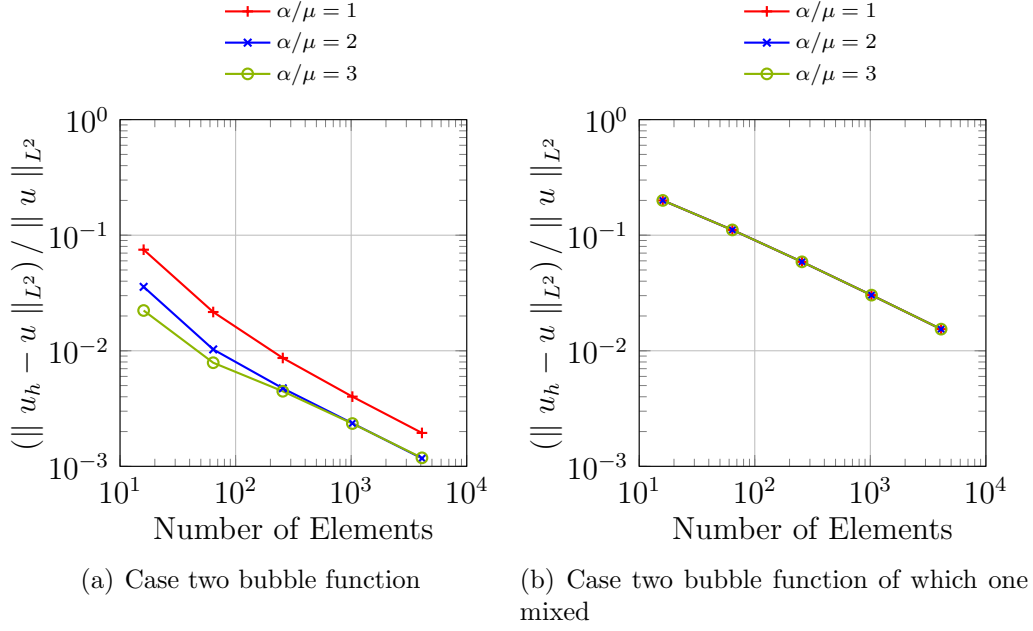 α/μ = 1
α/μ = 2
α/μ = 3
10^0
10^{-1}
10^{-2}
10^{-3}
10^1
10^2
10^3
10^4
(∥ u_h − u ∥_{L^2}) / ∥ u ∥_{L^2}
Number of Elements
(a) Case two bubble function
α/μ = 1
α/μ = 2
α/μ = 3
10^0
10^{-1}
10^{-2}
10^{-3}
10^1
10^2
10^3
10^4
(∥ u_h − u ∥_{L^2}) / ∥ u ∥_{L^2}
Number of Elements
(b) Case two bubble function of which one
mixed